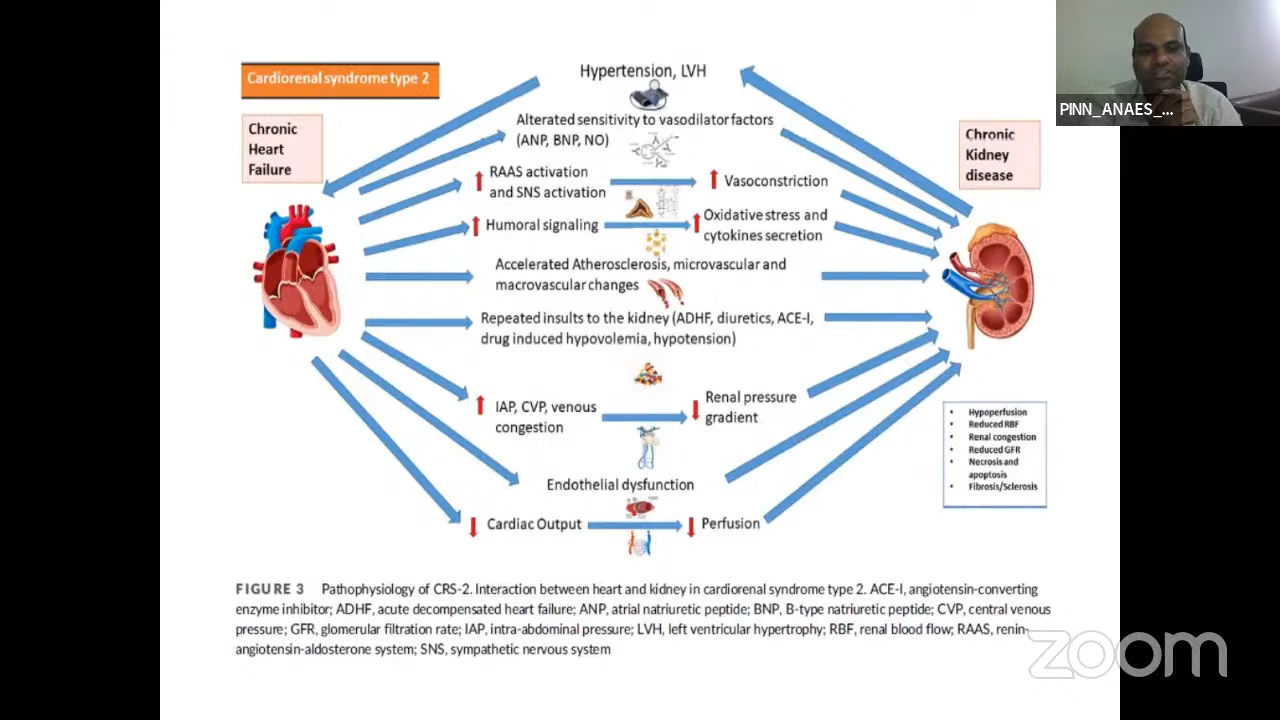 Cardiorenal syndrome type 2
Hypertension, LVH
PINN_ANAES_...
Chronic
Heart
Failure
Chronic
Kidney
disease
Alterated sensitivity to vasodilator factors
(ANP, BNP, NO)
RAAS activation
and SNS activation
Vasoconstriction
Humoral signaling
Oxidative stress and
cytokines secretion
Accelerated Atherosclerosis, microvascular and
macrovascular changes
Repeated insults to the kidney (ADHF, diuretics, ACE-I,
drug induced hypovolemia, hypotension)
IAP, CVP, venous
congestion
Renal pressure
gradient
• Hypoperfusion
• Reduced RBF
• Renal congestion
• Reduced GFR
• Necrosis and
apoptosis
• Fibrosis/Sclerosis
Endothelial dysfunction
Cardiac Output
Perfusion
FIGURE 3 Pathophysiology of CRS-2. Interaction between heart and kidney in cardiorenal syndrome type 2. ACE-I, angiotensin-converting
enzyme inhibitor; ADHF, acute decompensated heart failure; ANP, atrial natriuretic peptide; BNP, B-type natriuretic peptide; CVP, central venous
pressure; GFR, glomerular filtration rate; IAP, intra-abdominal pressure; LVH, left ventricular hypertrophy; RBF, renal blood flow; RAAS, renin-
angiotensin-aldosterone system; SNS, sympathetic nervous system
zoom